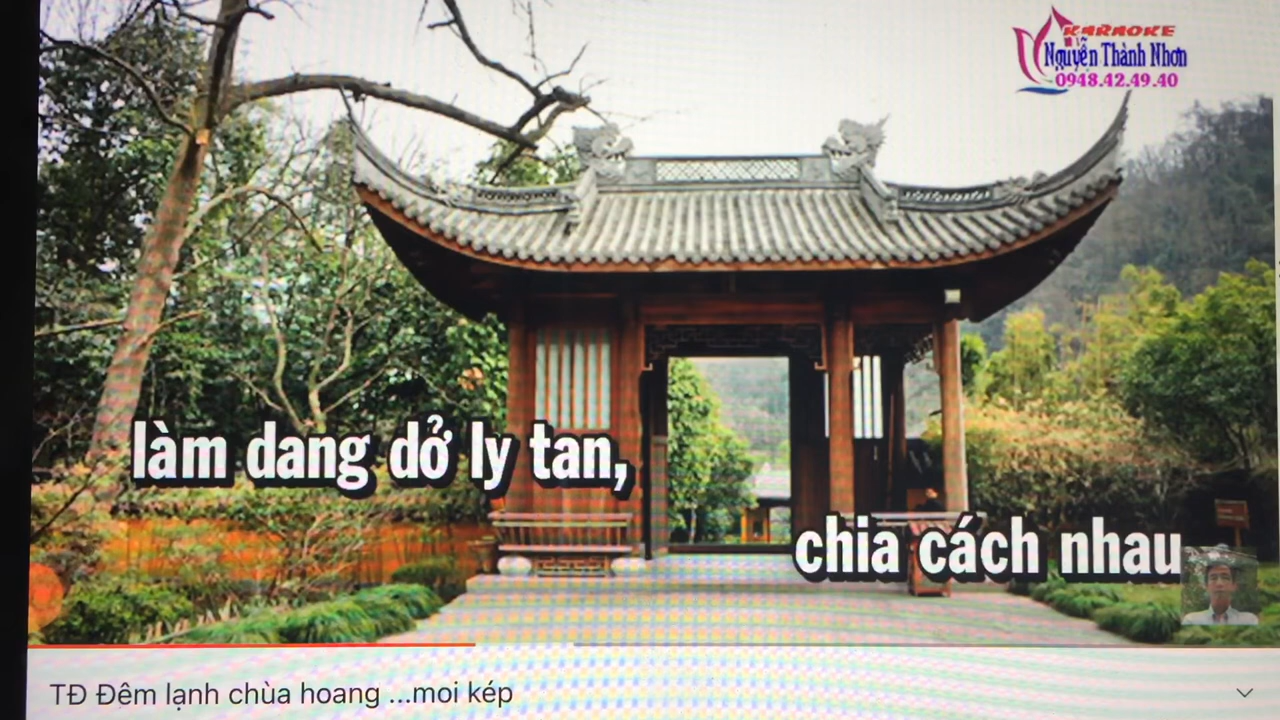 KARAOKE
Nguyễn Thành Nhơn
0948.42.49.40
làm dang dở ly tan,
chia cách nhau
TĐ Đêm lạnh chùa hoang ...moi kép